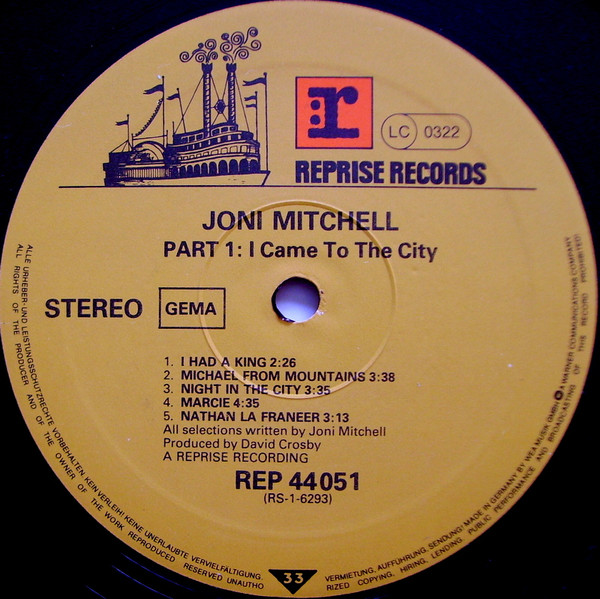 r
LC 0322
REPRISE RECORDS
JONI MITCHELL
PART 1: I Came To The City
STEREO
GEMA
1. I HAD A KING 2:26
2. MICHAEL FROM MOUNTAINS 3:38
3. NIGHT IN THE CITY 3:35
4. MARCIE 4:35
5. NATHAN LA FRANEER 3:13
All selections written by Joni Mitchell
Produced by David Crosby
A REPRISE RECORDING
REP 44051
(RS-1-6293)
33
ALLE URHEBER- UND LEISTUNGSSCHUTZRECHTE VORBEHALTEN. KEIN VERLEIH! KEINE UNERLAUBTE VERVIELFÄLTIGUNG,
VERMIETUNG, AUFFÜHRUNG, SENDUNG! MADE IN GERMANY BY WEA MUSIK GMBH A WARNER COMMUNICATIONS COMPANY
ALL RIGHTS OF THE PRODUCER AND OF THE OWNER OF THE WORK REPRODUCED RESERVED UNAUTHO
RIZED COPYING, HIRING, LENDING, PUBLIC PERFORMANCE AND BROADCASTING OF THIS RECORD PROHIBITED!